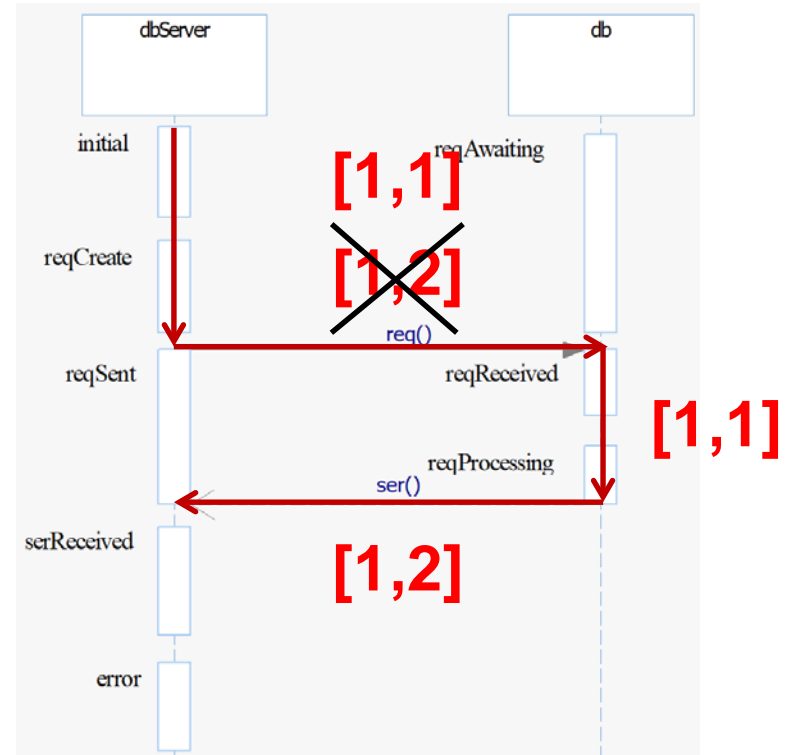 dbServer
db
initial
reqAwaiting
[1,1]
reqCreate
[1,2]
req()
reqSent
reqReceived
[1,1]
reqProcessing
ser()
serReceived
[1,2]
error